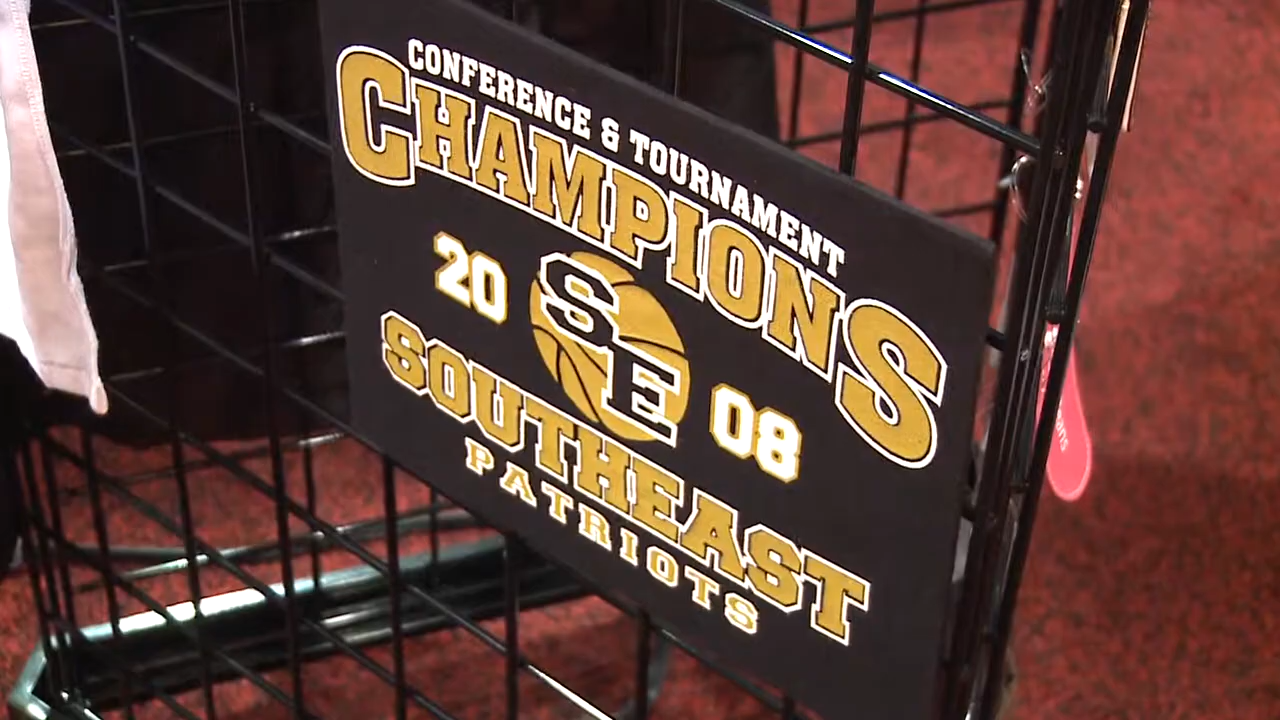 CONFERENCE & TOURNAMENT
CHAMPIONS
20 SE 08
SOUTHEAST
PATRIOTS